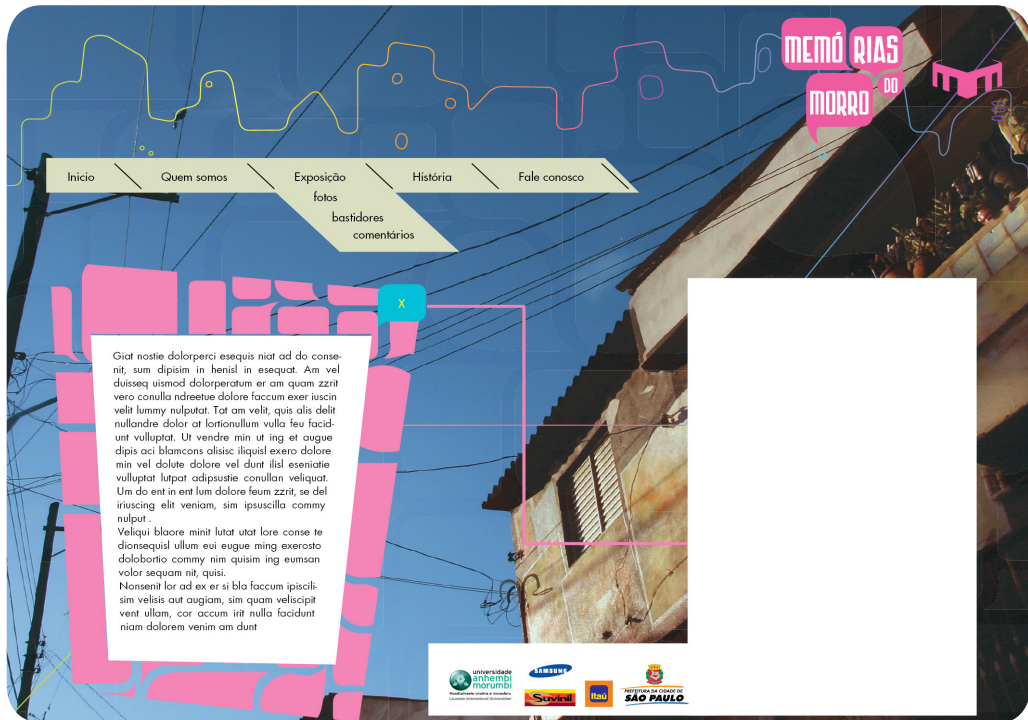 MEMÓ RIAS
DO
MORRO
Inicio
Quem somos
Exposição
História
Fale conosco
fotos
bastidores
comentários
X
Giat nostie dolorperci esequis niat ad do conse-
nit, sum dipisim in henisl in esequat. Am vel
duisseq uismod dolorperatum er am quam zzrit
vero conulla ndreetue dolore faccum exer iuscin
velit lummy nulputat. Tat am velit, quis alis delit
nullandre dolor at lortionullum vulla feu facid-
unt vulluptat. Ut vendre min ut ing et augue
dipis aci blamcons alisisc iliquisl exero dolore
min vel dolute dolore vel dunt ilisl eseniatie
vulluptat lutpat adipsustie conullan veliquat.
Um do ent in ent lum dolore feum zzrit, se del
iriuscing elit veniam, sim ipsuscilla commy
nulput .
Veliqui blaore minit lutat utat lore conse te
dionsequisl ullum eui eugue ming exerosto
dolobortio commy nim quisim ing eumsan
volor sequam nit, quisi.
Nonsenit lor ad ex er si bla faccum ipiscili-
sim velisis aut augiam, sim quam veliscipit
vent ullam, cor accum irit nulla facidunt
niam dolorem venim am dunt
universidade
anhembi
morumbi
Laureate International Universities
SAMSUNG
Suvinil
Itaú
PREFEITURA DA CIDADE DE
SÃO PAULO